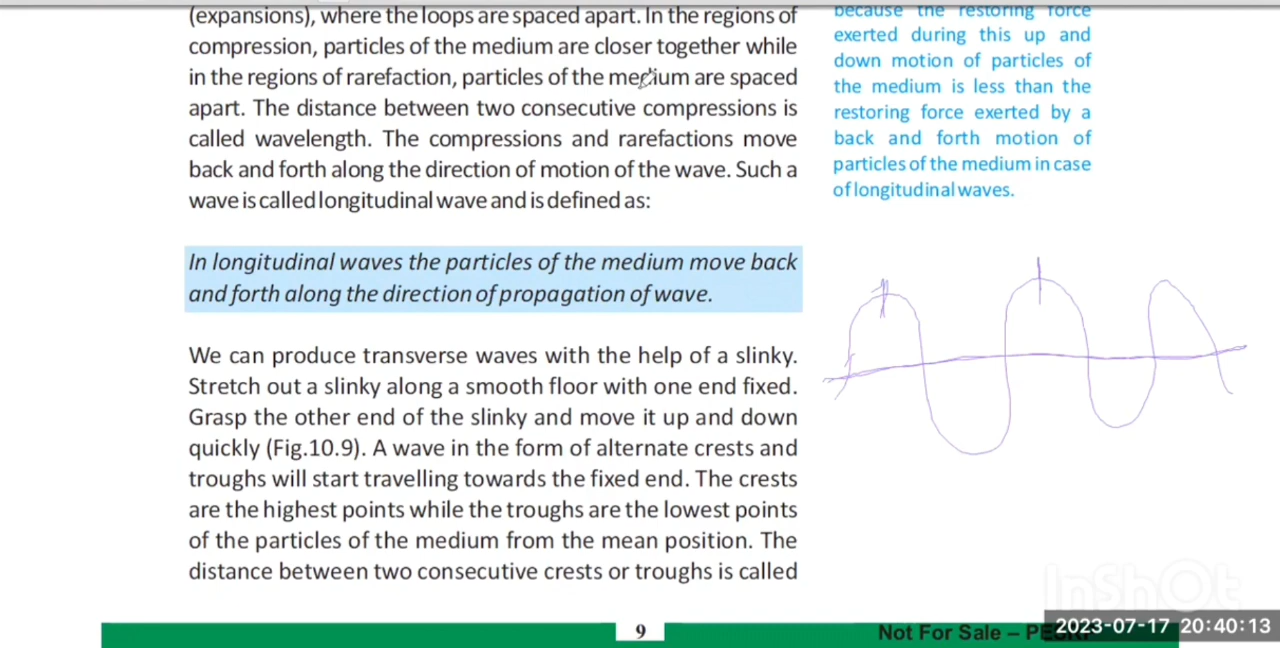 (expansions), where the loops are spaced apart. In the regions of
compression, particles of the medium are closer together while
in the regions of rarefaction, particles of the medium are spaced
apart. The distance between two consecutive compressions is
called wavelength. The compressions and rarefactions move
back and forth along the direction of motion of the wave. Such a
wave is called longitudinal wave and is defined as:
In longitudinal waves the particles of the medium move back
and forth along the direction of propagation of wave.
We can produce transverse waves with the help of a slinky.
Stretch out a slinky along a smooth floor with one end fixed.
Grasp the other end of the slinky and move it up and down
quickly (Fig.10.9). A wave in the form of alternate crests and
troughs will start travelling towards the fixed end. The crests
are the highest points while the troughs are the lowest points
of the particles of the medium from the mean position. The
distance between two consecutive crests or troughs is called
because the restoring force
exerted during this up and
down motion of particles of
the medium is less than the
restoring force exerted by a
back and forth motion of
particles of the medium in case
of longitudinal waves.
InShOt
2023-07-17 20:40:13
9
Not For Sale –